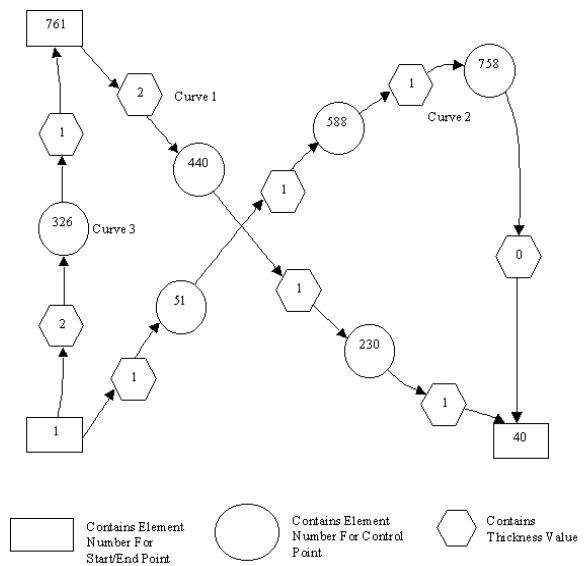 761
2
Curve 1
758
1
Curve 2
588
1
440
1
326
Curve 3
0
1
51
2
230
1
1
1
1
40
Contains Element
Number For
Start/End Point
Contains Element
Number For Control
Point
Contains
Thickness Value